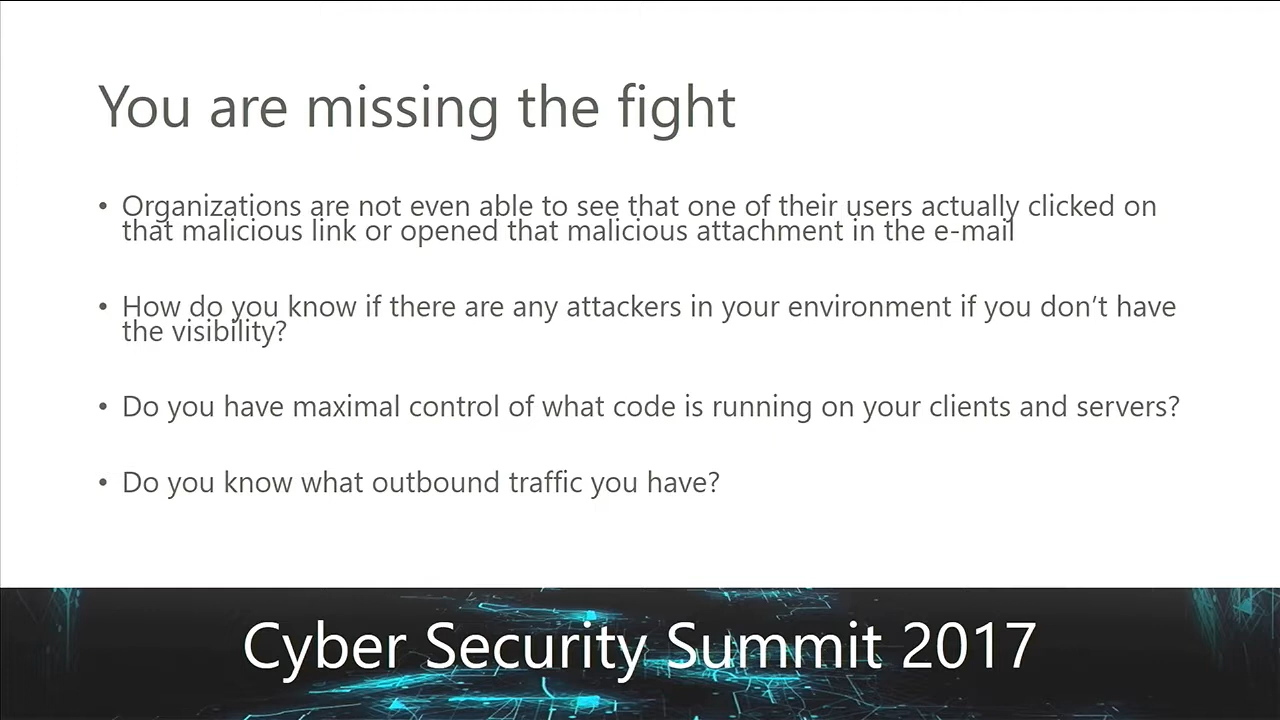 You are missing the fight
• Organizations are not even able to see that one of their users actually clicked on
that malicious link or opened that malicious attachment in the e-mail
• How do you know if there are any attackers in your environment if you don’t have
the visibility?
• Do you have maximal control of what code is running on your clients and servers?
• Do you know what outbound traffic you have?
Cyber Security Summit 2017